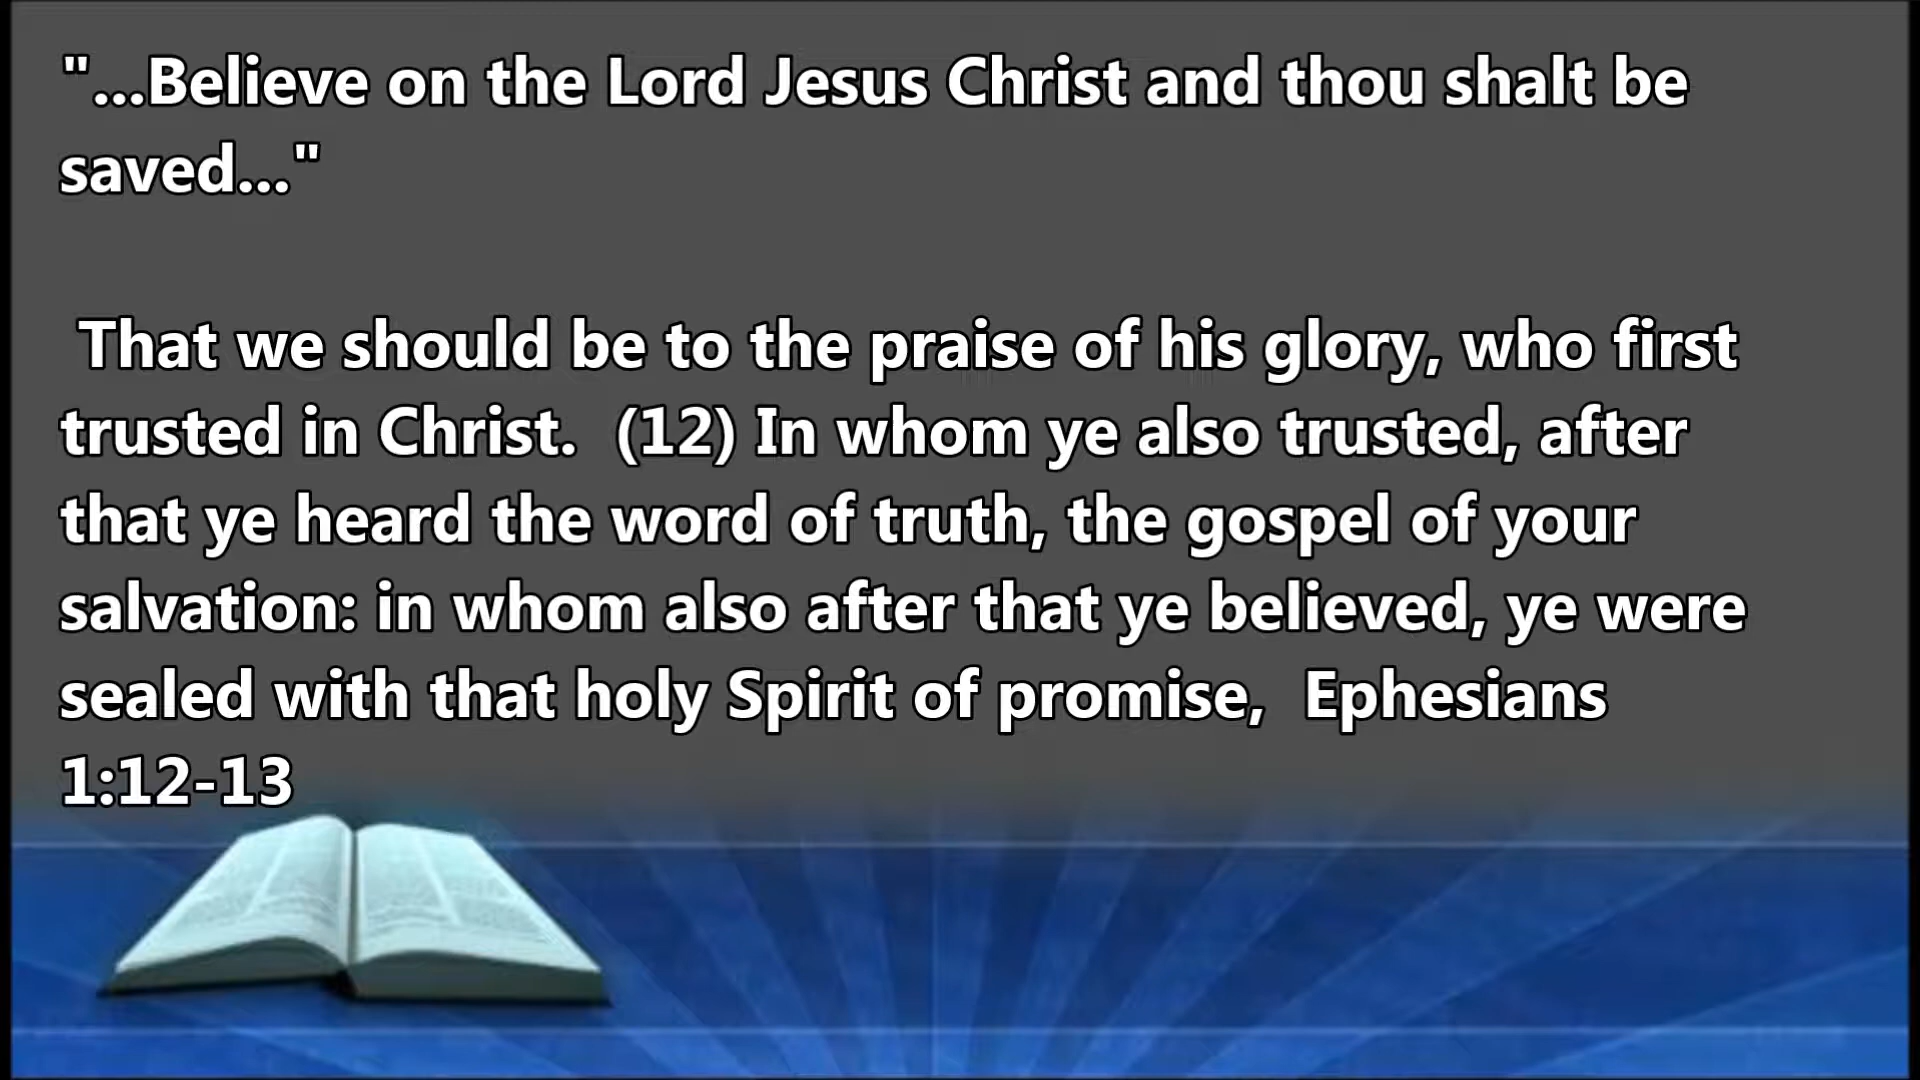 "...Believe on the Lord Jesus Christ and thou shalt be
saved..."
That we should be to the praise of his glory, who first
trusted in Christ.  (12) In whom ye also trusted, after
that ye heard the word of truth, the gospel of your
salvation: in whom also after that ye believed, ye were
sealed with that holy Spirit of promise,  Ephesians
1:12-13